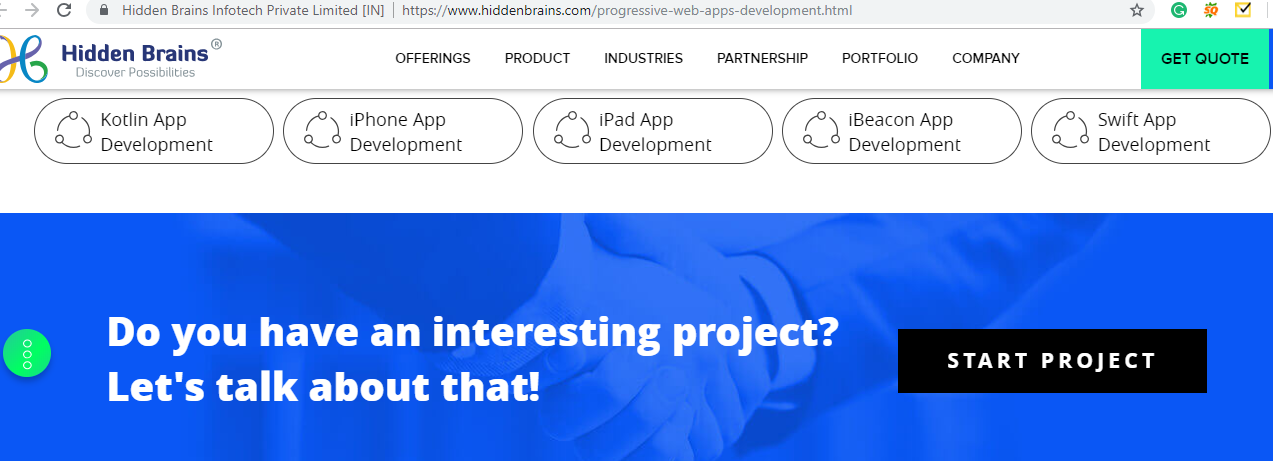 Hidden Brains Infotech Private Limited [IN] | https://www.hiddenbrains.com/progressive-web-apps-development.html
Hidden Brains®
Discover Possibilities
OFFERINGS PRODUCT INDUSTRIES PARTNERSHIP PORTFOLIO COMPANY GET QUOTE
Kotlin App iPhone App iPad App iBeacon App Swift App
Development Development Development Development Development
Do you have an interesting project?
Let's talk about that!
START PROJECT